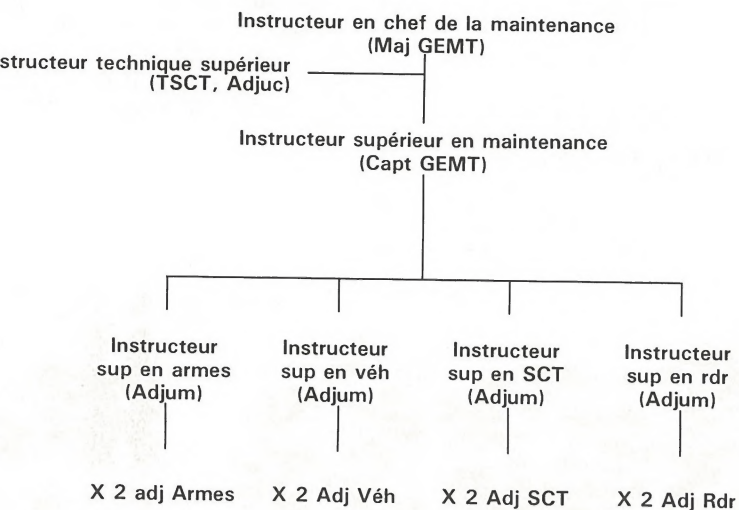 Instructeur en chef de la maintenance
(Maj GEMT)
structeur technique supérieur
(TSCT, Adjuc)
Instructeur supérieur en maintenance
(Capt GEMT)
Instructeur
sup en armes
(Adjum)
Instructeur
sup en véh
(Adjum)
Instructeur
sup en SCT
(Adjum)
Instructeur
sup en rdr
(Adjum)
X 2 adj Armes
X 2 Adj Véh
X 2 Adj SCT
X 2 Adj Rdr